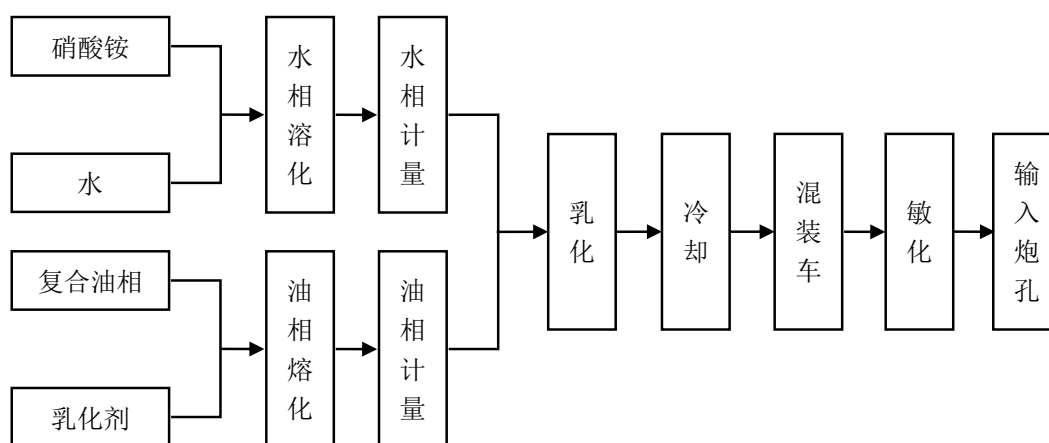 硝酸铵
水
复合油相
乳化剂
水相溶化
水相计量
油相熔化
油相计量
乳化
冷却
混装车
敏化
输入炮孔